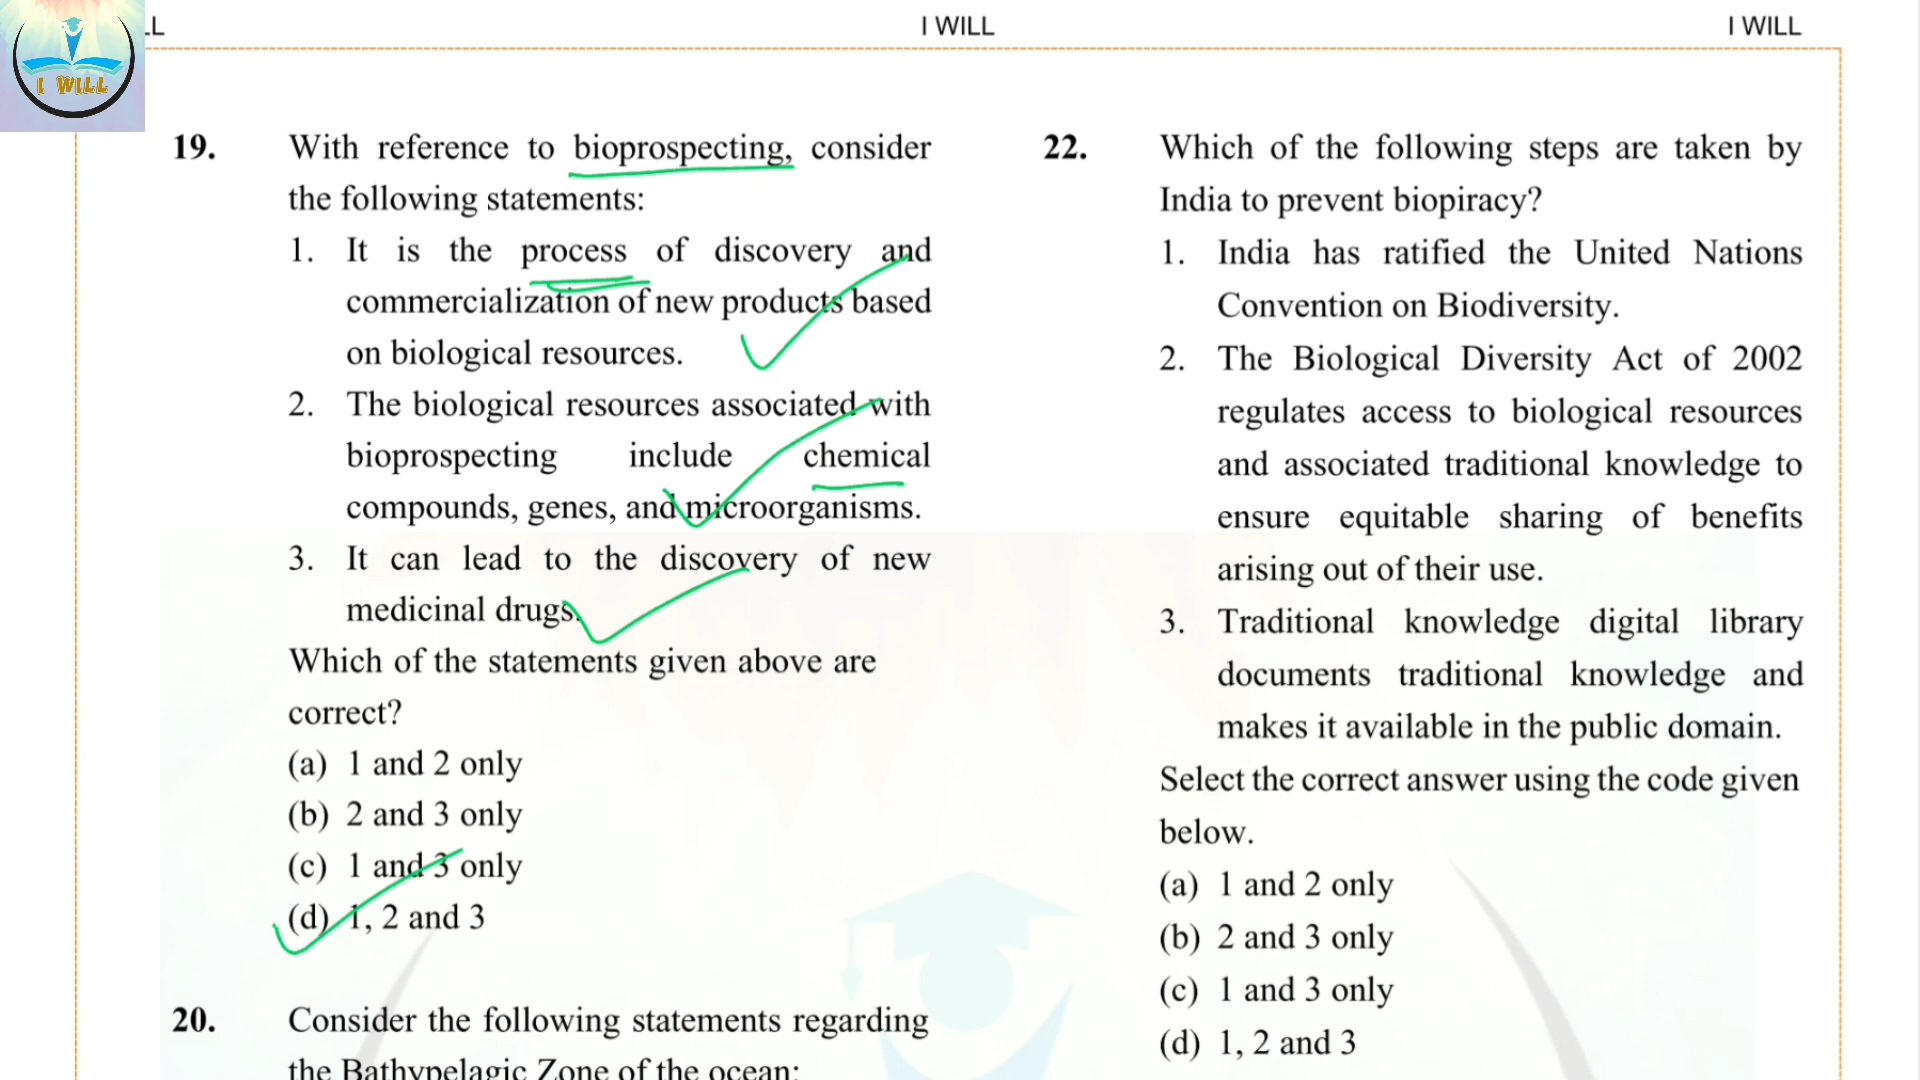 .L
I WILL
I WILL
I WILL
19.
With reference to bioprospecting, consider
the following statements:
1. It is the process of discovery and
commercialization of new products based
on biological resources.
2. The biological resources associated with
bioprospecting include chemical
compounds, genes, and microorganisms.
3. It can lead to the discovery of new
medicinal drugs.
Which of the statements given above are
correct?
(a) 1 and 2 only
(b) 2 and 3 only
(c) 1 and 3 only
(d) 1, 2 and 3
20. Consider the following statements regarding
the Bathypelagic Zone of the ocean:
22. Which of the following steps are taken by
India to prevent biopiracy?
1. India has ratified the United Nations
Convention on Biodiversity.
2. The Biological Diversity Act of 2002
regulates access to biological resources
and associated traditional knowledge to
ensure equitable sharing of benefits
arising out of their use.
3. Traditional knowledge digital library
documents traditional knowledge and
makes it available in the public domain.
Select the correct answer using the code given
below.
(a) 1 and 2 only
(b) 2 and 3 only
(c) 1 and 3 only
(d) 1, 2 and 3